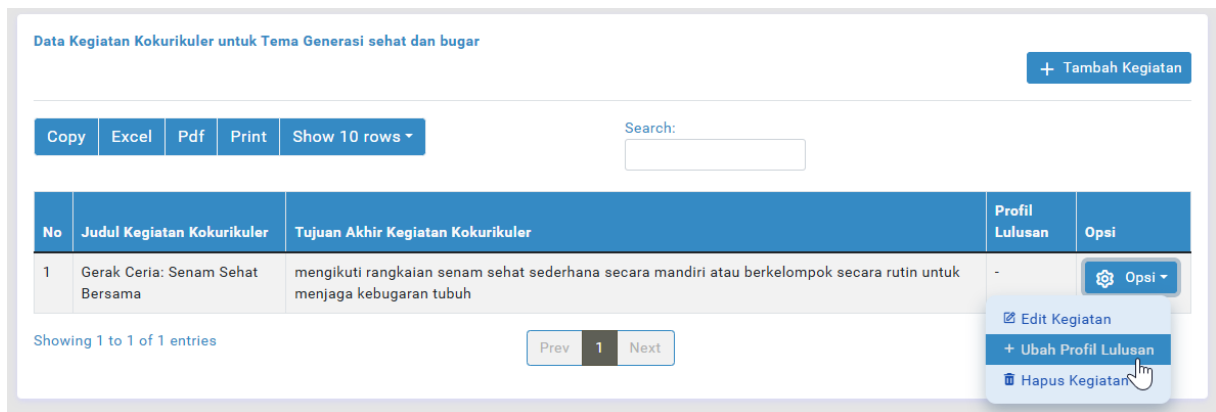 Data Kegiatan Kokurikuler untuk Tema Generasi sehat dan bugar
+ Tambah Kegiatan
Copy Excel Pdf Print Show 10 rows
Search:
No Judul Kegiatan Kokurikuler Tujuan Akhir Kegiatan Kokurikuler Profil Lulusan Opsi
1 Gerak Ceria: Senam Sehat Bersama mengikuti rangkaian senam sehat sederhana secara mandiri atau berkelompok secara rutin untuk menjaga kebugaran tubuh - Opsi
Edit Kegiatan
+ Ubah Profil Lulusan
Hapus Kegiatan
Showing 1 to 1 of 1 entries
Prev 1 Next